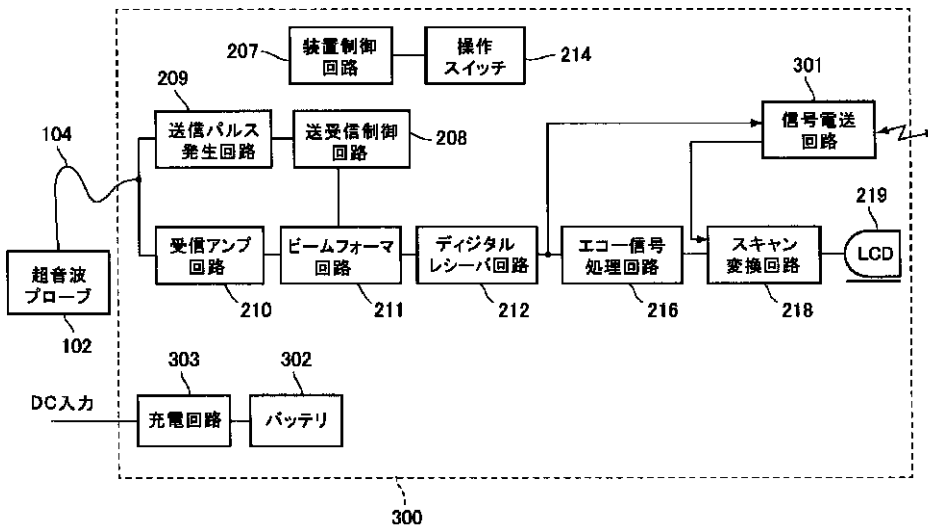 207
装置制御
回路
操作
スイッチ
214
209
送信パルス
発生回路
送受信制御
回路
208
301
信号電送
回路
104
超音波
プローブ
102
受信アンプ
回路
210
ビームフォーマ
回路
211
ディジタル
レシーバ回路
212
エコー信号
処理回路
216
スキャン
変換回路
218
219
LCD
DC入力
303
充電回路
302
バッテリ
300